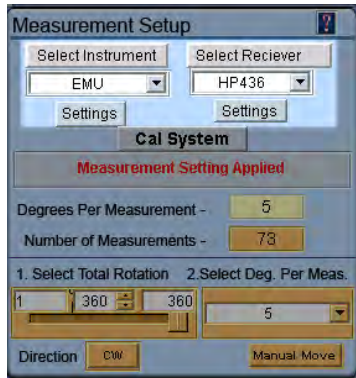 Measurement Setup ?
Select Instrument Select Reciever
EMU HP436
Settings Settings
Cal System
Measurement Setting Applied
Degrees Per Measurement - 5
Number of Measurements - 73
1. Select Total Rotation 2.Select Deg. Per Meas.
1 360 360
5
Direction CW Manual Move